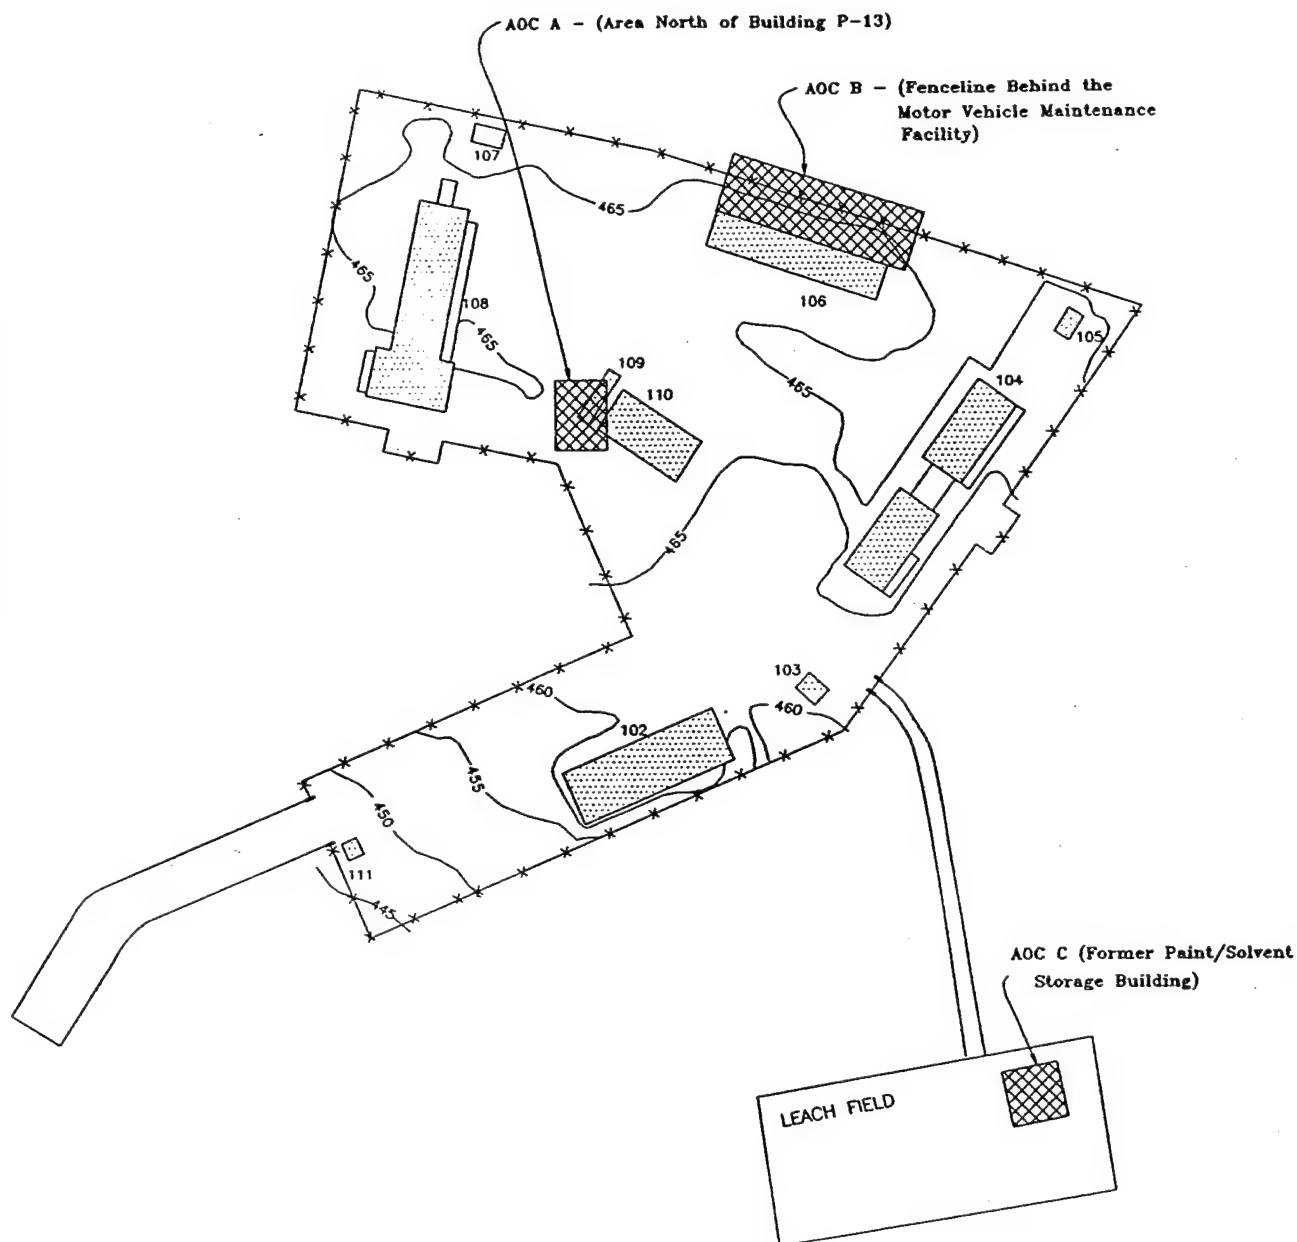 AOC A - (Area North of Building P-13)
AOC B - (Fenceline Behind the
Motor Vehicle Maintenance
Facility)
107
465
106
105
465
108
465
109
110
465
104
465
103
460
460
102
455
450
111
445
AOC C (Former Paint/Solvent
Storage Building)
LEACH FIELD